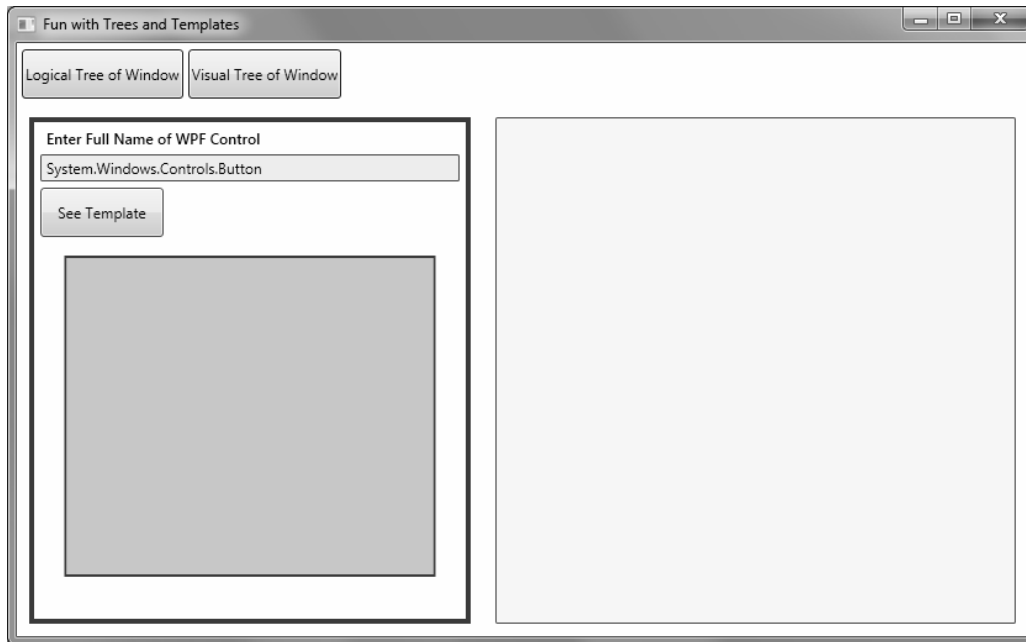 Fun with Trees and Templates
Logical Tree of Window Visual Tree of Window
Enter Full Name of WPF Control
System.Windows.Controls.Button
See Template